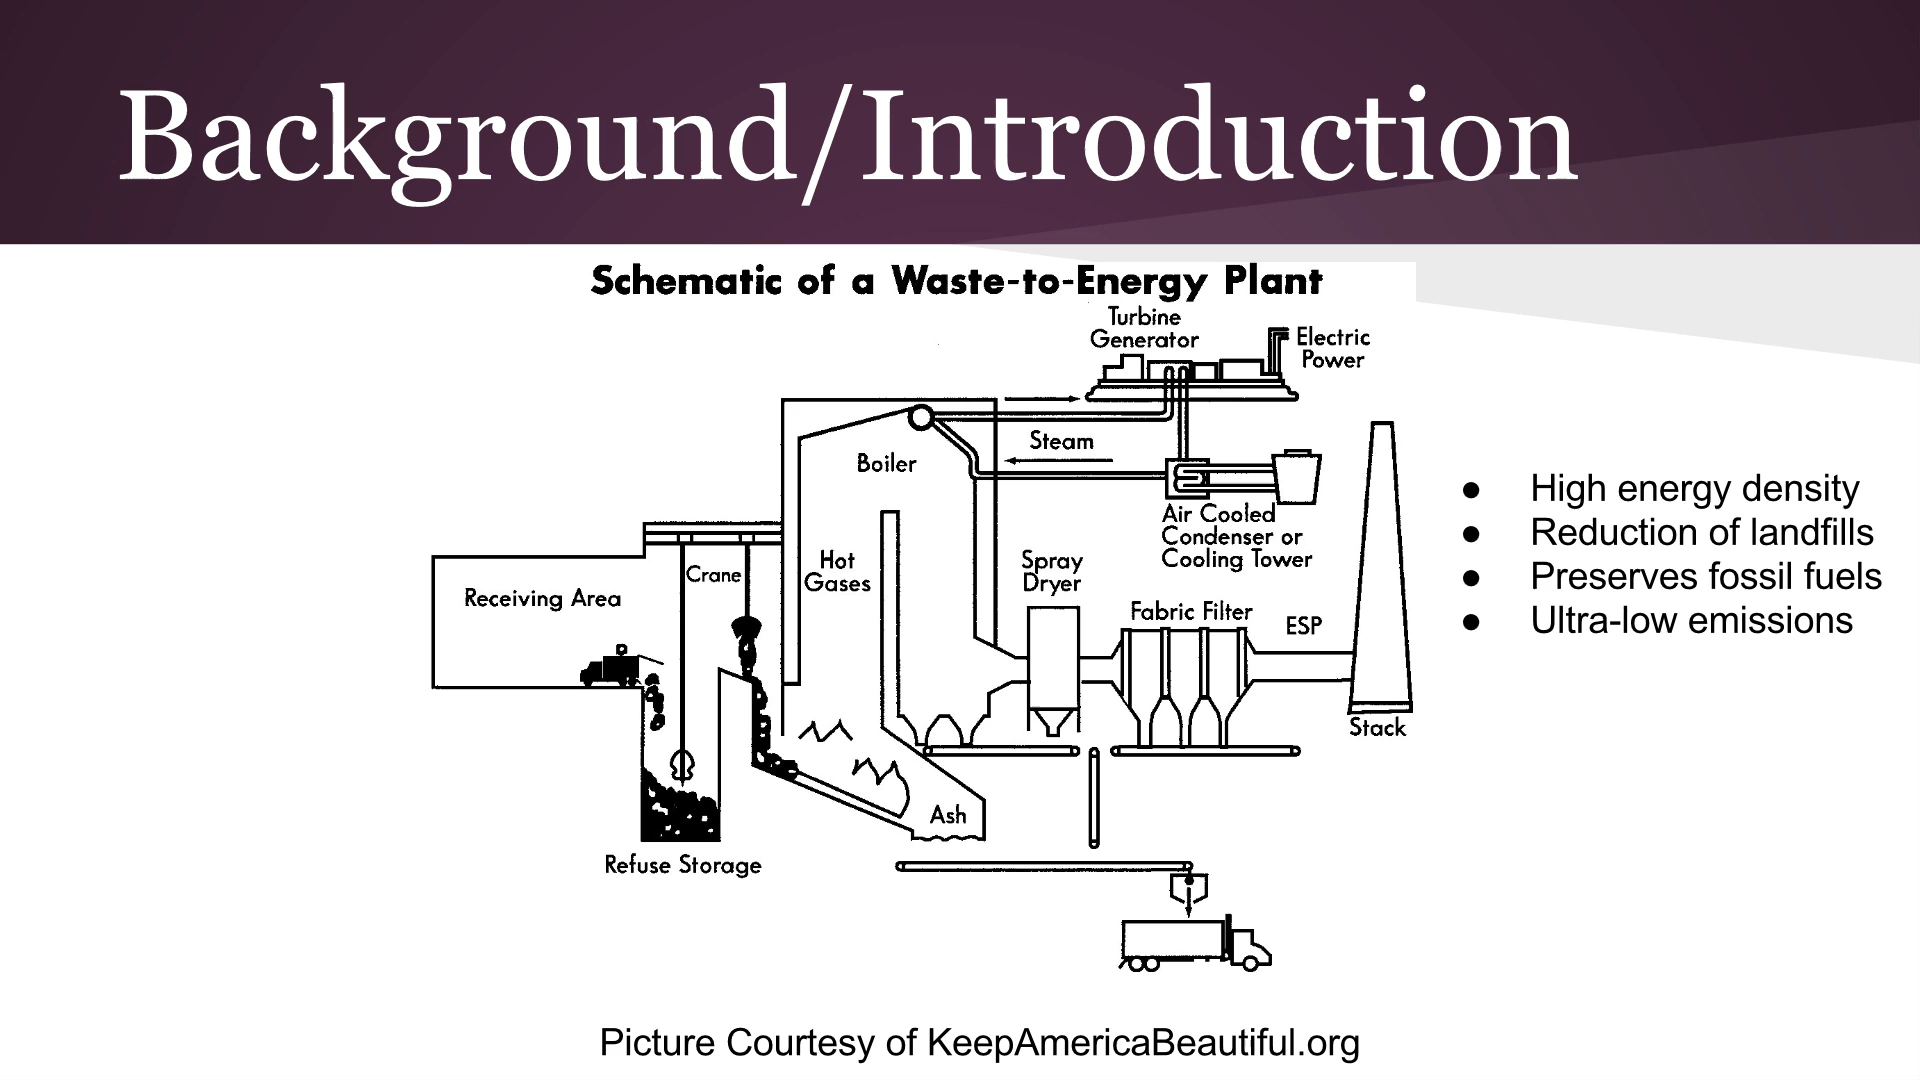 Background/Introduction
Schematic of a Waste-to-Energy Plant
Turbine
Generator
Electric
Power
Steam
Boiler
Air Cooled
Condenser or
Cooling Tower
Hot
Gases
Spray
Dryer
Crane
Receiving Area
Fabric Filter
ESP
Stack
Ash
Refuse Storage
● High energy density
● Reduction of landfills
● Preserves fossil fuels
● Ultra-low emissions
Picture Courtesy of KeepAmericaBeautiful.org